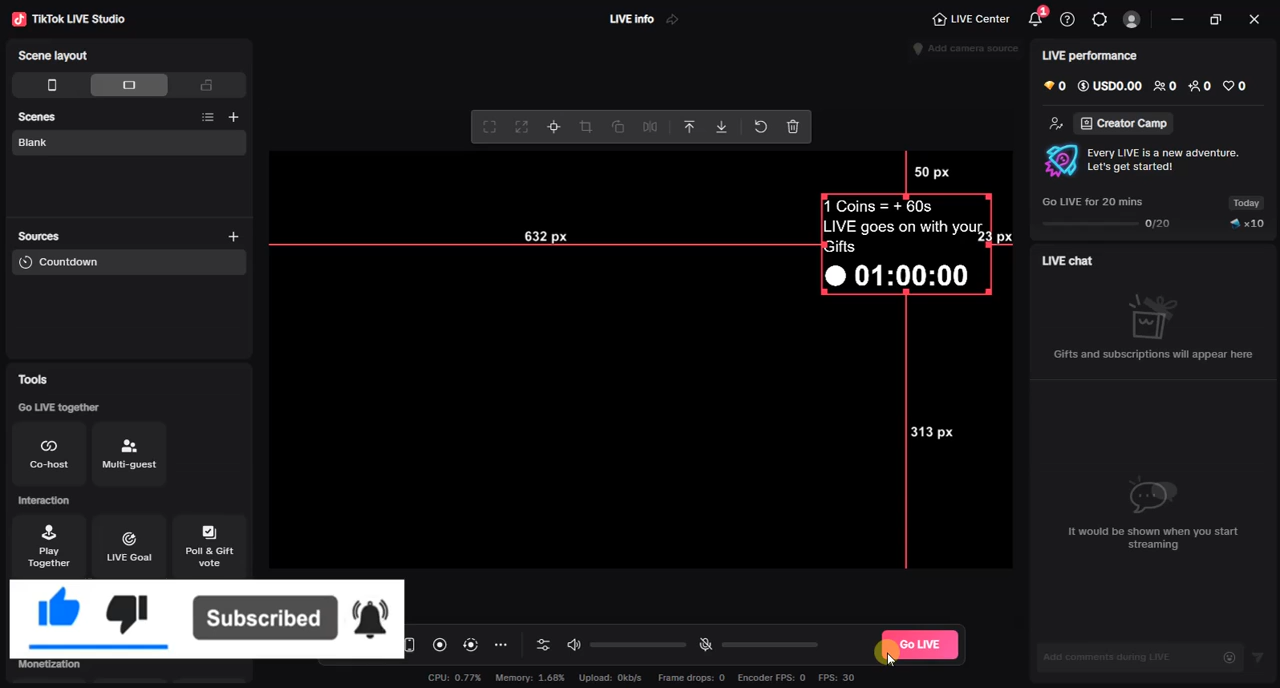 TikTok LIVE Studio
LIVE info
LIVE Center
1
Scene layout
Scenes
Blank
Sources
Countdown
Tools
Go LIVE together
Co-host
Multi-guest
Interaction
Play
Together
LIVE Goal
Poll & Gift
vote
Subscribed
Monetization
Add camera source
50 px
632 px
23 px
1 Coins = + 60s
LIVE goes on with your
Gifts
01:00:00
313 px
Go LIVE
CPU: 0.77%
Memory: 1.68%
Upload: 0kb/s
Frame drops: 0
Encoder FPS: 0
FPS: 30
LIVE performance
0
USD0.00
0
0
0
Creator Camp
Every LIVE is a new adventure.
Let's get started!
Go LIVE for 20 mins
Today
0/20
x10
LIVE chat
Gifts and subscriptions will appear here
It would be shown when you start
streaming
Add comments during LIVE